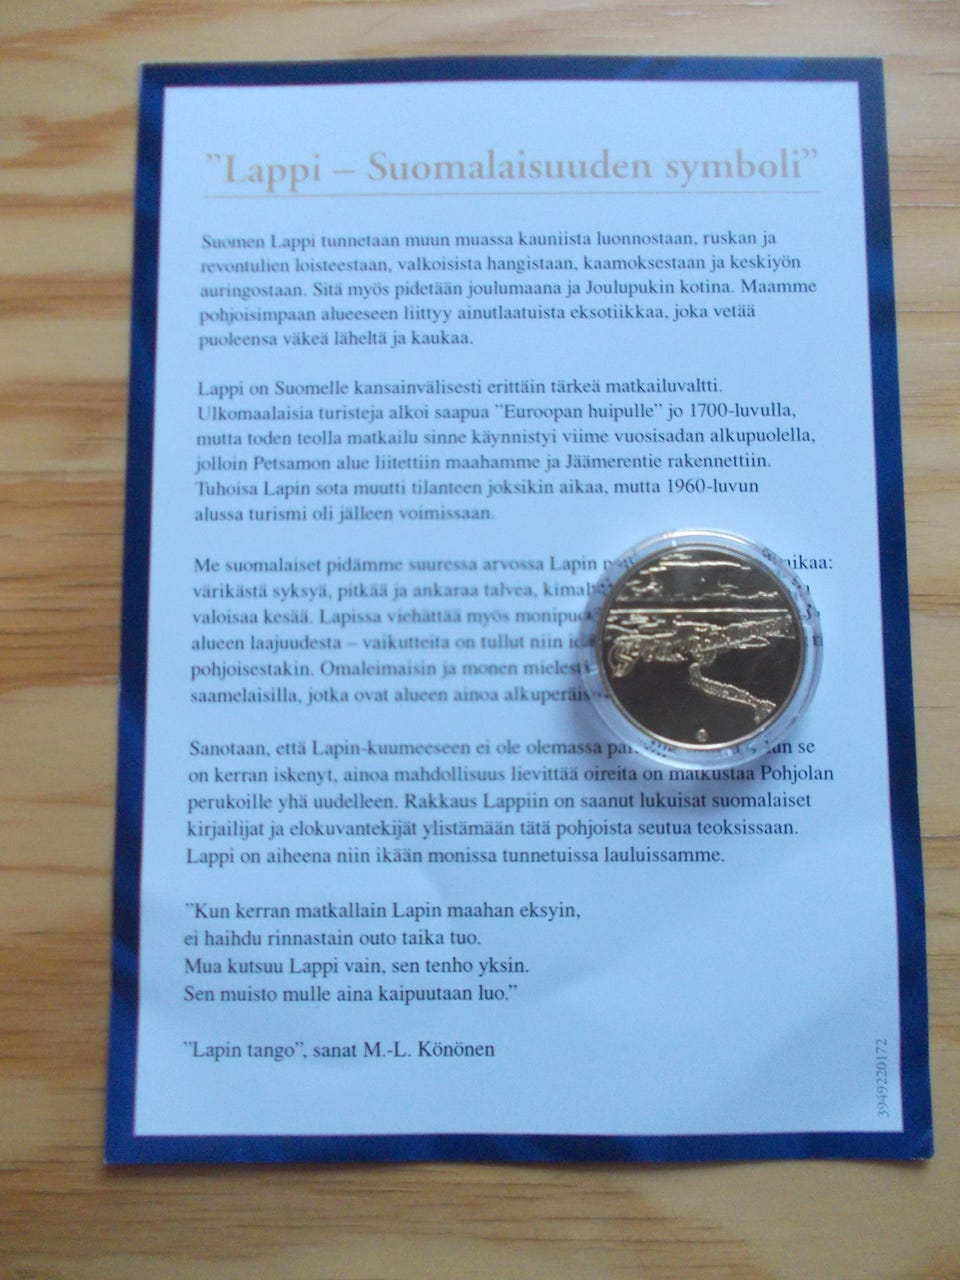 ”Lappi – Suomalaisuuden symboli”
Suomen Lappi tunnetaan muun muassa kauniista luonnostaan, ruskan ja
revontulien loisteestaan, valkoisista hangistaan, kaamoksestaan ja keskiyön
auringostaan. Sitä myös pidetään joulumaana ja Joulupukin kotina. Maamme
pohjoisimpaan alueeseen liittyy ainutlaatuista eksotiikkaa, joka vetää
puoleensa väkeä läheltä ja kaukaa.
Lappi on Suomelle kansainvälisesti erittäin tärkeä matkailuvaltti.
Ulkomaalaisia turisteja alkoi saapua ”Euroopan huipulle” jo 1700-luvulla,
mutta toden teolla matkailu sinne käynnistyi viime vuosisadan alkupuolella,
jolloin Petsamon alue liitettiin maahamme ja Jäämerentie rakennettiin.
Tuhoisa Lapin sota muutti tilanteen joksikin aikaa, mutta 1960-luvun
alussa turismi oli jälleen voimissaan.
Me suomalaiset pidämme suuressa arvossa Lapin aikaa:
värikästä syksyä, pitkää ja ankaraa talvea,
valoisaa kesää. Lapissa viehättää myös
alueen laajuudesta – vaikutteita on tullut niin
pohjoisestakin. Omaleimaisin ja monen
saamelaisilla, jotka ovat alueen ainoa
Sanotaan, että Lapin-kuumeeseen ei ole olemassa se
on kerran iskenyt, ainoa mahdollisuus lievittää oireita on matkustaa Pohjolan
perukoille yhä uudelleen. Rakkaus Lappiin on saanut lukuisat suomalaiset
kirjailijat ja elokuvantekijät ylistämään tätä pohjoista seutua teoksissaan.
Lappi on aiheena niin ikään monissa tunnetuissa lauluissamme.
”Kun kerran matkallain Lapin maahan eksyin,
ei haihdu rinnastain outo taika tuo.
Mua kutsuu Lappi vain, sen tenho yksin.
Sen muisto mulle aina kaipuutaan luo.”
”Lapin tango”, sanat M.-L. Könönen
3949220172